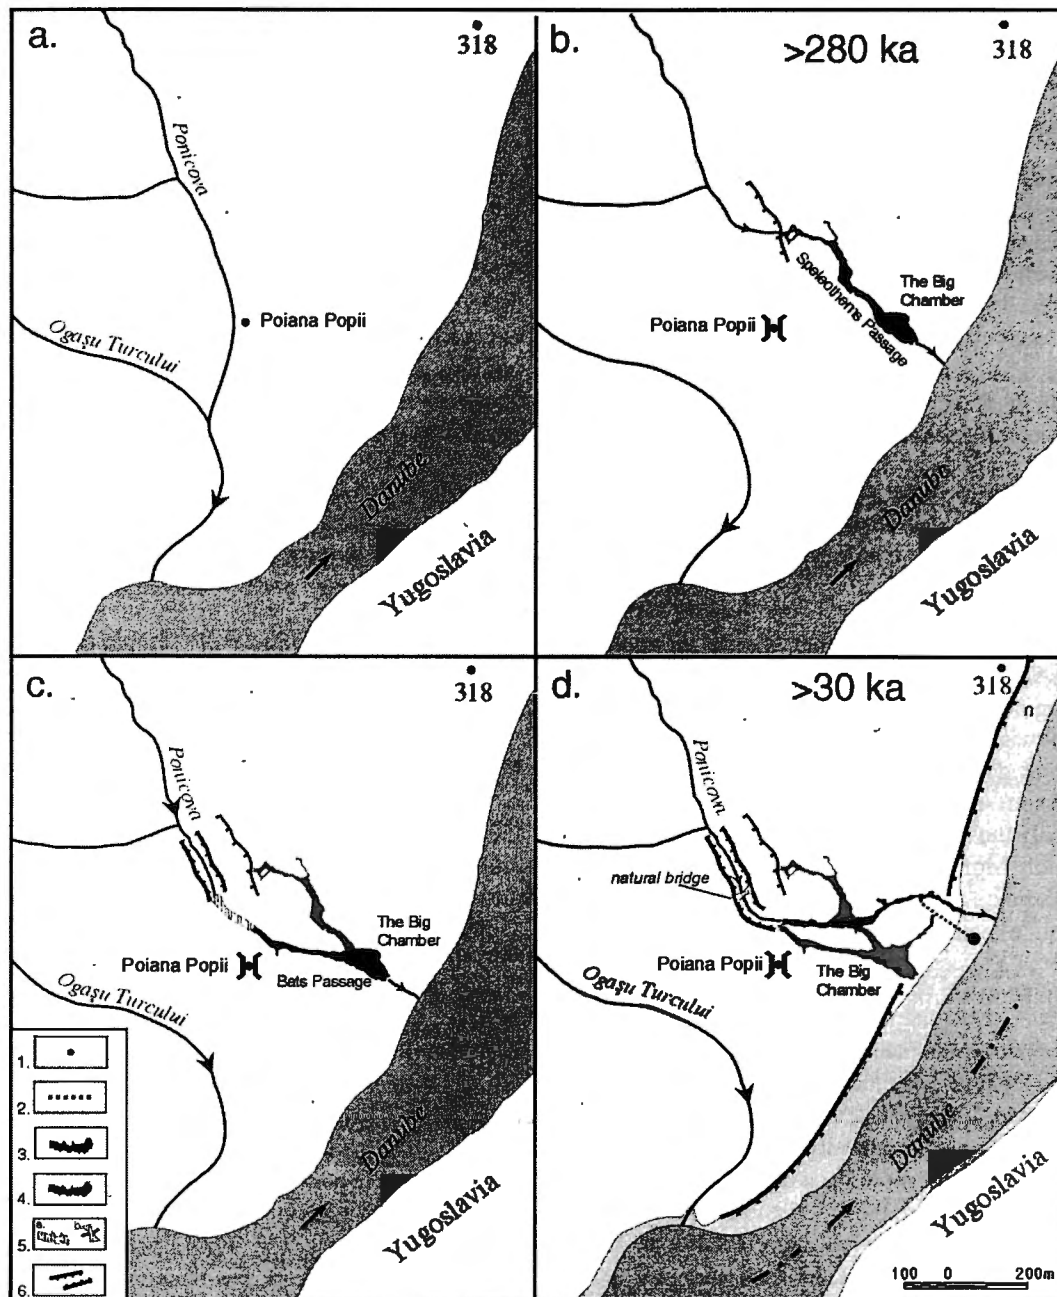 a.
318
Ponicova
Poiana Popii
Ogaşu Turcului
Danube
Yugoslavia
b.
>280 ka
318
Speleothems Passage
The Big
Chamber
Poiana Popii
Danube
Yugoslavia
c.
318
Ponicova
The Big
Chamber
Poiana Popii
Bats Passage
Ogaşu Turcului
Danube
Yugoslavia
1.
2.
3.
4.
5.
6.
d.
>30 ka
318
n
Ponicova
natural bridge
Poiana Popii
The Big
Chamber
Ogaşu Turcului
Danube
Yugoslavia
100 0 200m